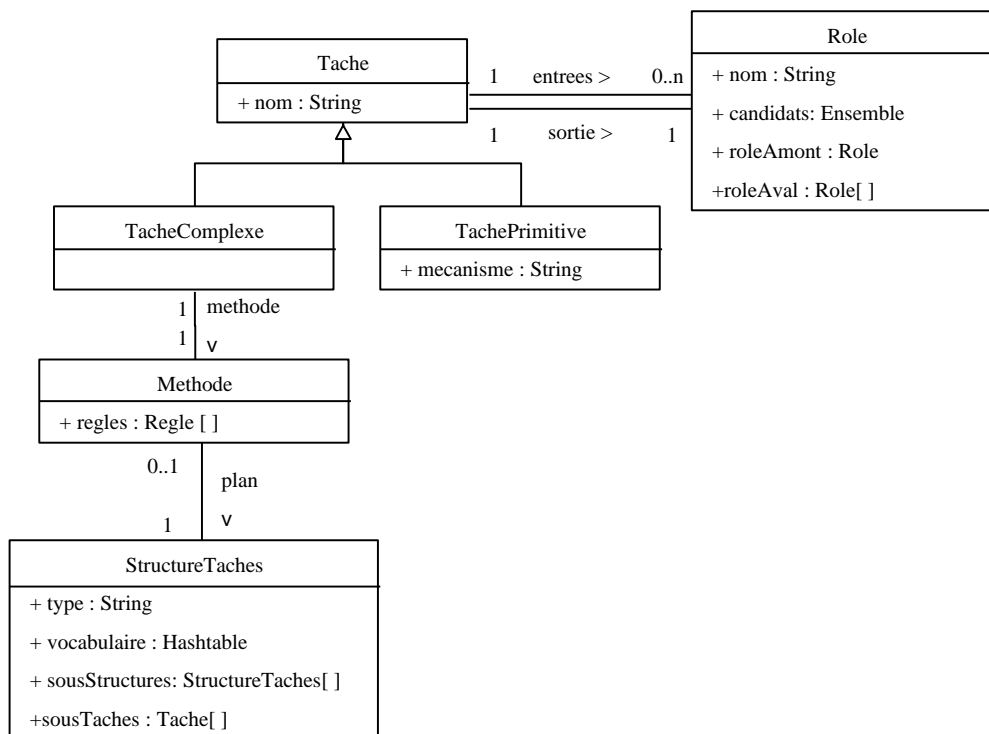 Role
Tache
1 entrees > 0..n
+ nom : String
+ nom : String
+ candidats: Ensemble
1 sortie > 1
+ roleAmont : Role
+roleAval : Role[ ]
TacheComplexe
TachePrimitive
+ mecanisme : String
1 methode
1 v
Methode
+ regles : Regle [ ]
0..1
plan
1 v
StructureTaches
+ type : String
+ vocabulaire : Hashtable
+ sousStructures: StructureTaches[ ]
+sousTaches : Tache[ ]